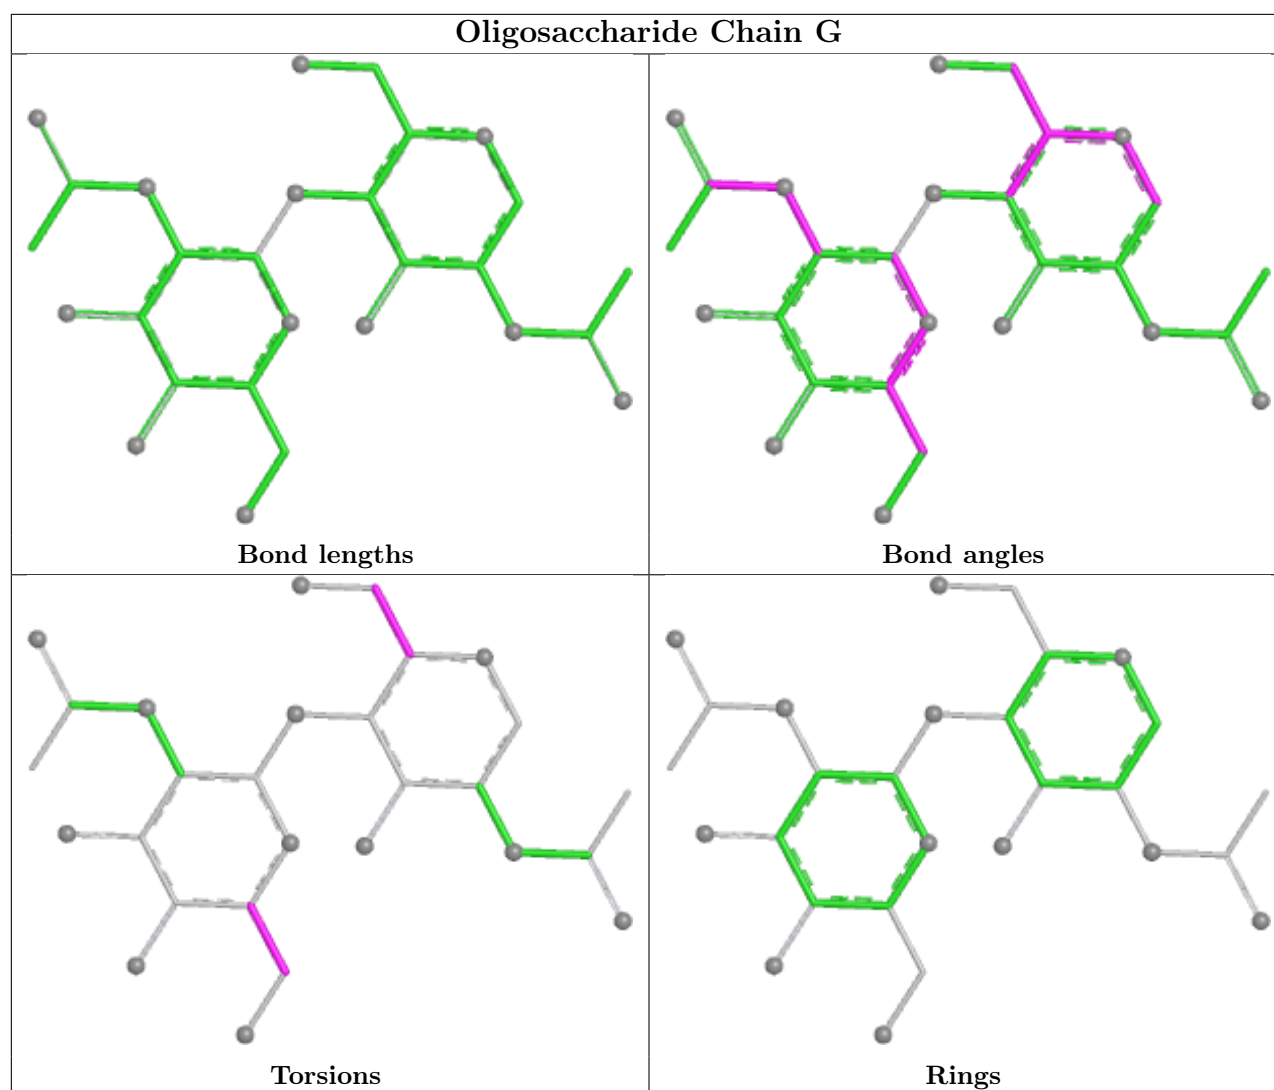 Oligosaccharide Chain G
Bond lengths
Bond angles
Torsions
Rings